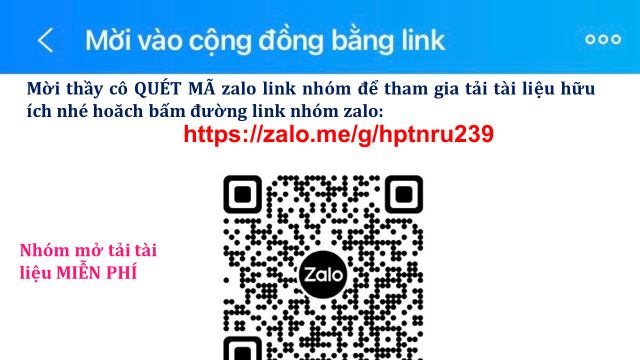 Mời vào cộng đồng bằng link
Mời thầy cô QUÉT MÃ zalo link nhóm để tham gia tải tài liệu hữu
ích nhé hoăch bấm đường link nhóm zalo:
https://zalo.me/g/hptnru239
Nhóm mở tải tài
liệu MIỄN PHÍ
Zalo